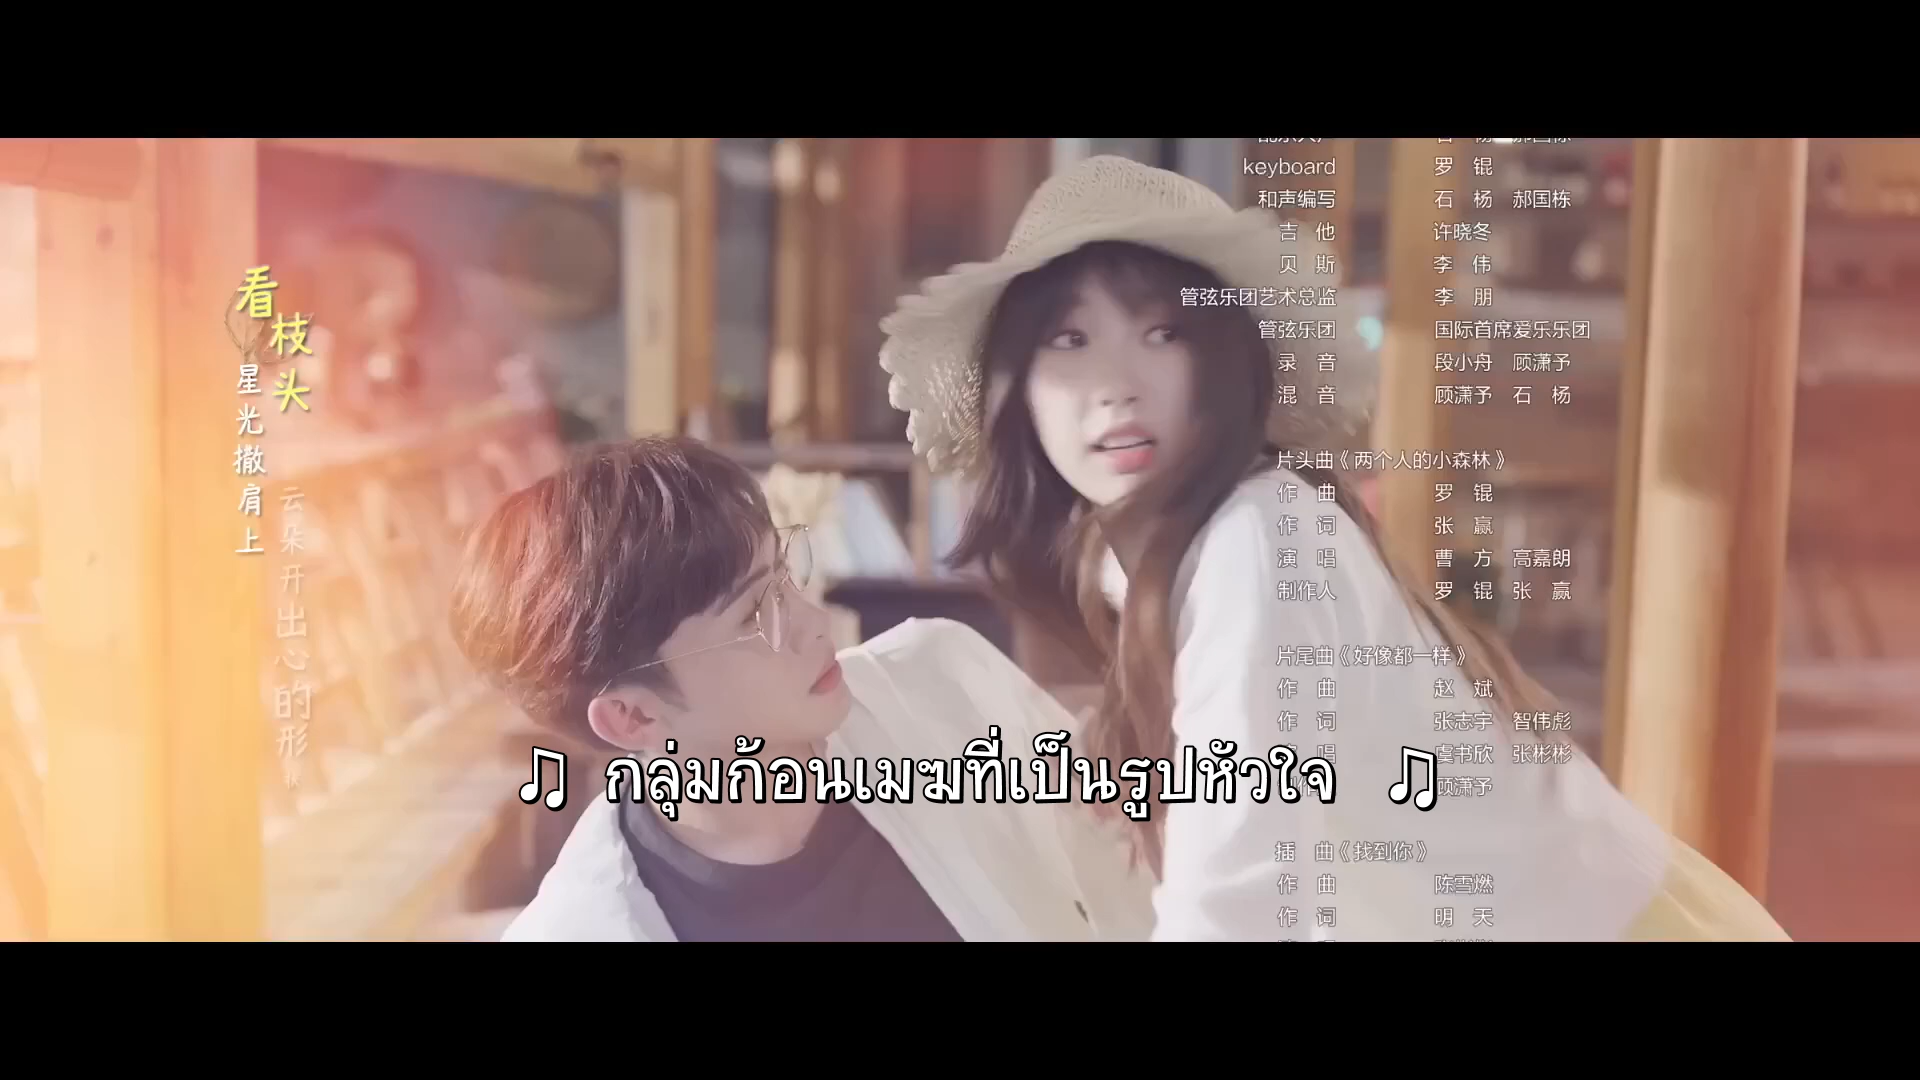 看枝头
星光撒肩上
云朵开出心的形
keyboard 罗 锟
和声编写 石 杨 郝国栋
吉 他 许晓冬
贝 斯 李 伟
管弦乐团艺术总监 李 朋
管弦乐团 国际首席爱乐乐团
录 音 段小舟 顾潇予
混 音 顾潇予 石 杨
片头曲《两个人的小森林》
作 曲 罗 锟
作 词 张 赢
演 唱 曹 方 高嘉朗
制作人 罗 锟 张 赢
片尾曲《好像都一样》
作 曲 赵 斌
作 词 张志宇 智伟彪
唱 虞书欣 张彬彬
作 顾潇予
♫ กลุ่มก้อนเมฆที่เป็นรูปหัวใจ ♫
插 曲《找到你》
作 曲 陈雪燃
作 词 明 天